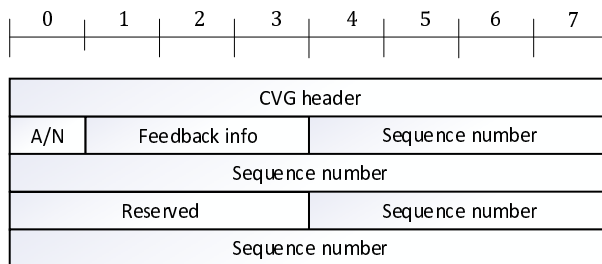 0 1 2 3 4 5 6 7
CVG header
A/N Feedback info Sequence number
Sequence number
Reserved Sequence number
Sequence number